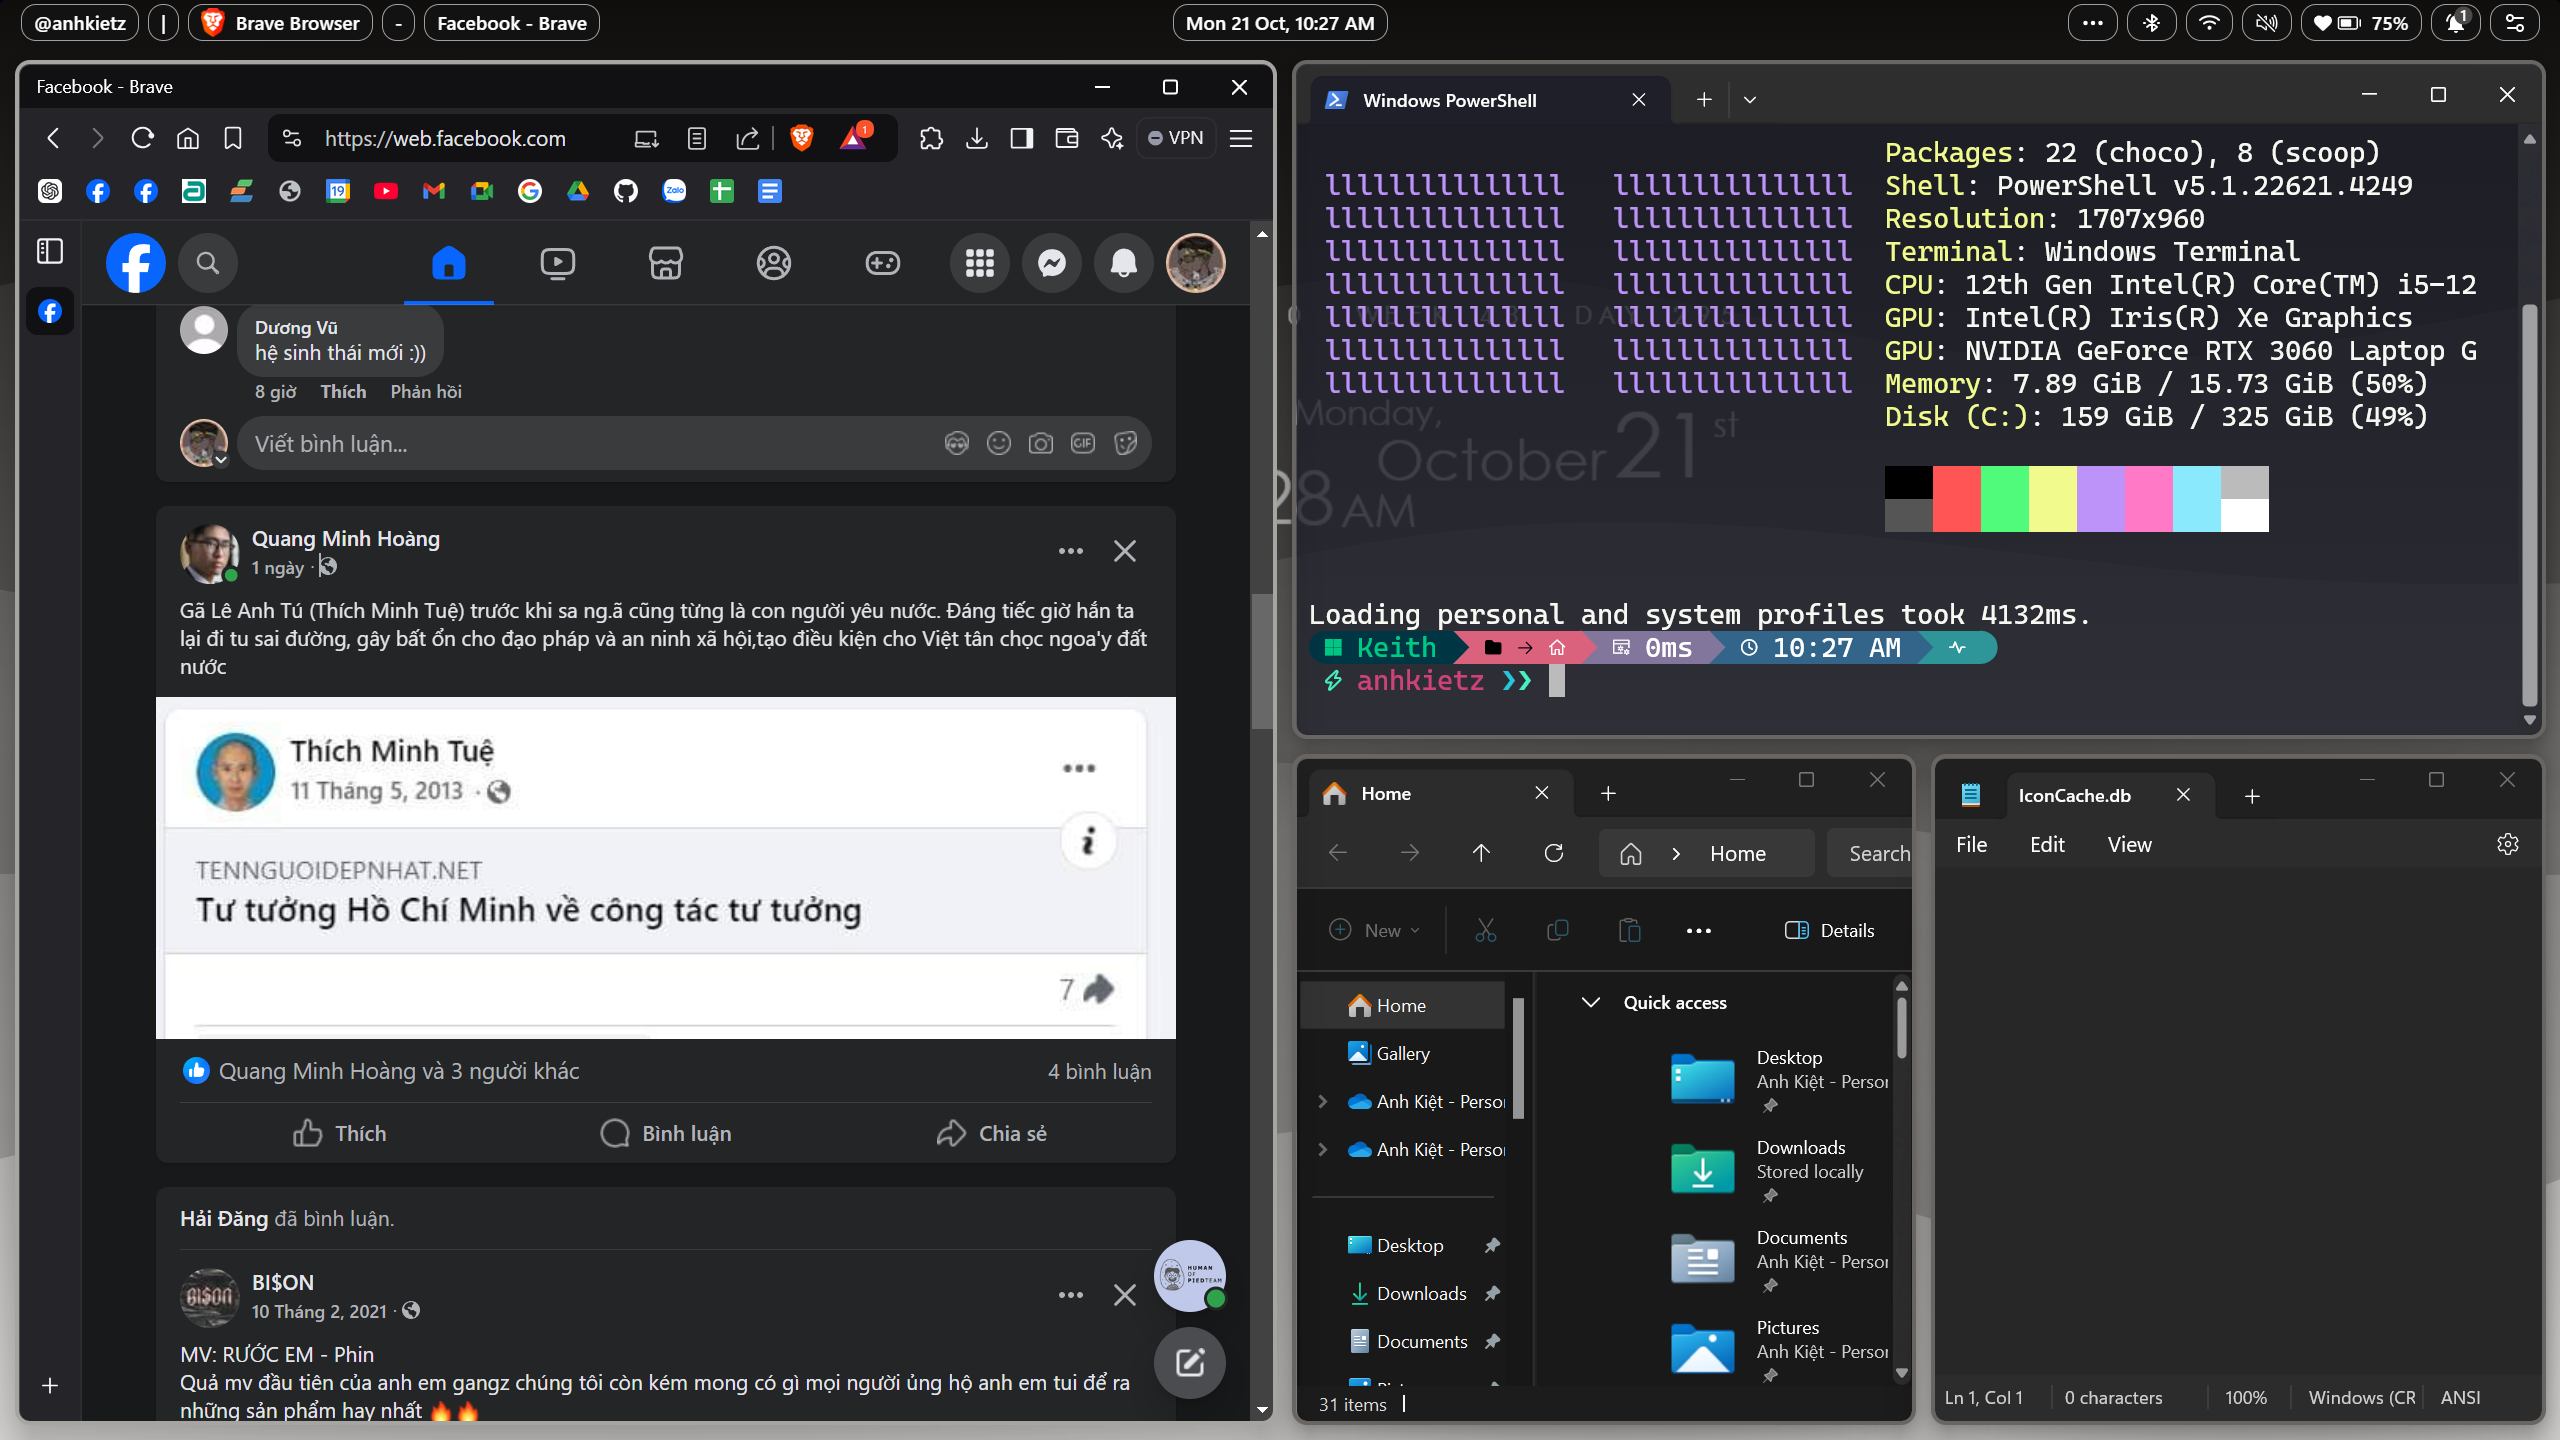 @anhkietz | Brave Browser - Facebook - Brave
Mon 21 Oct, 10:27 AM
75%
1
Facebook - Brave
https://web.facebook.com
1
VPN
19
Zalo
Dương Vũ
hệ sinh thái mới :))
8 giờ Thích Phản hồi
Viết bình luận...
GIF
Quang Minh Hoàng
1 ngày ·
Gã Lê Anh Tú (Thích Minh Tuệ) trước khi sa ng.ã cũng từng là con người yêu nước. Đáng tiếc giờ hắn ta
lại đi tu sai đường, gây bất ổn cho đạo pháp và an ninh xã hội,tạo điều kiện cho Việt tân chọc ngoa'y đất
nước
Thích Minh Tuệ
11 Tháng 5, 2013 ·
TENNGUOIDEPNHAT.NET
Tư tưởng Hồ Chí Minh về công tác tư tưởng
7
Quang Minh Hoàng và 3 người khác
4 bình luận
Thích Bình luận Chia sẻ
Hải Đăng đã bình luận.
BI$ON
10 Tháng 2, 2021 ·
MV: RƯỚC EM - Phin
Quả mv đầu tiên của anh em gangz chúng tôi còn kém mong có gì mọi người ủng hộ anh em tui để ra
những sản phẩm hay nhất 🔥🔥
HUMAN
OF
PIEDTEAM
Windows PowerShell
Packages: 22 (choco), 8 (scoop)
lllllllllllllll   lllllllllllllll Shell: PowerShell v5.1.22621.4249
lllllllllllllll   lllllllllllllll Resolution: 1707x960
lllllllllllllll   lllllllllllllll Terminal: Windows Terminal
lllllllllllllll   lllllllllllllll CPU: 12th Gen Intel(R) Core(TM) i5-12
lllllllllllllll   lllllllllllllll GPU: Intel(R) Iris(R) Xe Graphics
lllllllllllllll   lllllllllllllll GPU: NVIDIA GeForce RTX 3060 Laptop G
lllllllllllllll   lllllllllllllll Memory: 7.89 GiB / 15.73 GiB (50%)
Disk (C:): 159 GiB / 325 GiB (49%)
Monday,
October 21st
28 AM
Loading personal and system profiles took 4132ms.
Keith → 0ms 10:27 AM
anhkietz ❯❯
Home
Home
Search
New
Details
Home
Gallery
Anh Kiệt - Person
Anh Kiệt - Person
Desktop
Downloads
Documents
Quick access
Desktop
Anh Kiệt - Person
Downloads
Stored locally
Documents
Anh Kiệt - Person
Pictures
Anh Kiệt - Person
31 items
IconCache.db
File Edit View
Ln 1, Col 1 0 characters 100% Windows (CR ANSI